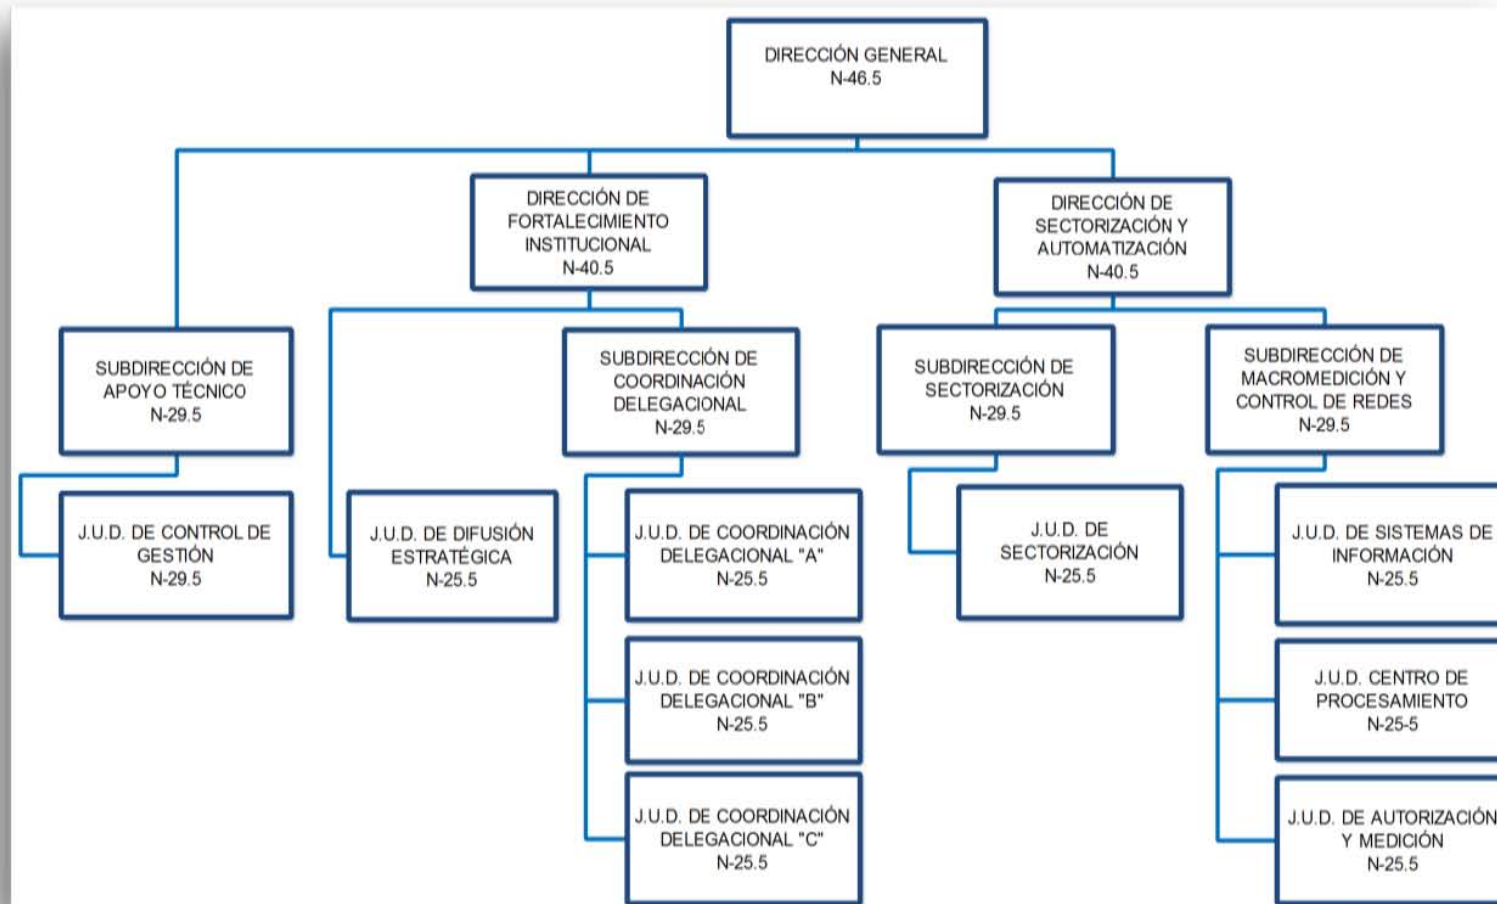 DIRECCIÓN GENERAL
N-46.5
DIRECCIÓN DE
FORTALECIMIENTO
INSTITUCIONAL
N-40.5
DIRECCIÓN DE
SECTORIZACIÓN Y
AUTOMATIZACIÓN
N-40.5
SUBDIRECCIÓN DE
APOYO TÉCNICO
N-29.5
SUBDIRECCIÓN DE
COORDINACIÓN
DELEGACIONAL
N-29.5
SUBDIRECCIÓN DE
SECTORIZACIÓN
N-29.5
SUBDIRECCIÓN DE
MACROMEDICIÓN Y
CONTROL DE REDES
N-29.5
J.U.D. DE CONTROL DE
GESTIÓN
N-29.5
J.U.D. DE DIFUSIÓN
ESTRATÉGICA
N-25.5
J.U.D. DE COORDINACIÓN
DELEGACIONAL "A"
N-25.5
J.U.D. DE
SECTORIZACIÓN
N-25.5
J.U.D. DE SISTEMAS DE
INFORMACIÓN
N-25.5
J.U.D. DE COORDINACIÓN
DELEGACIONAL "B"
N-25.5
J.U.D. CENTRO DE
PROCESAMIENTO
N-25-5
J.U.D. DE COORDINACIÓN
DELEGACIONAL "C"
N-25.5
J.U.D. DE AUTORIZACIÓN
Y MEDICIÓN
N-25.5